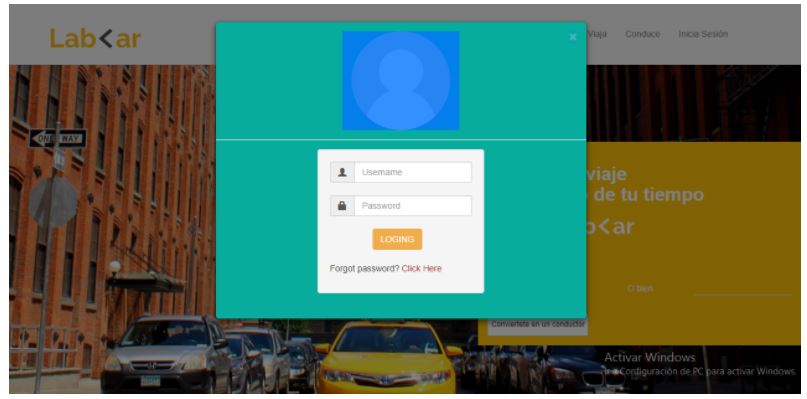 Lab<ar
Viaja Conduce Inicia Sesión
×
ONE WAY
Username
Password
LOGING
Forgot password? Click Here
viaje
de tu tiempo
b<ar
O bien
Conviertete en un conductor
Activar Windows
Configuración de PC para activar Windows.